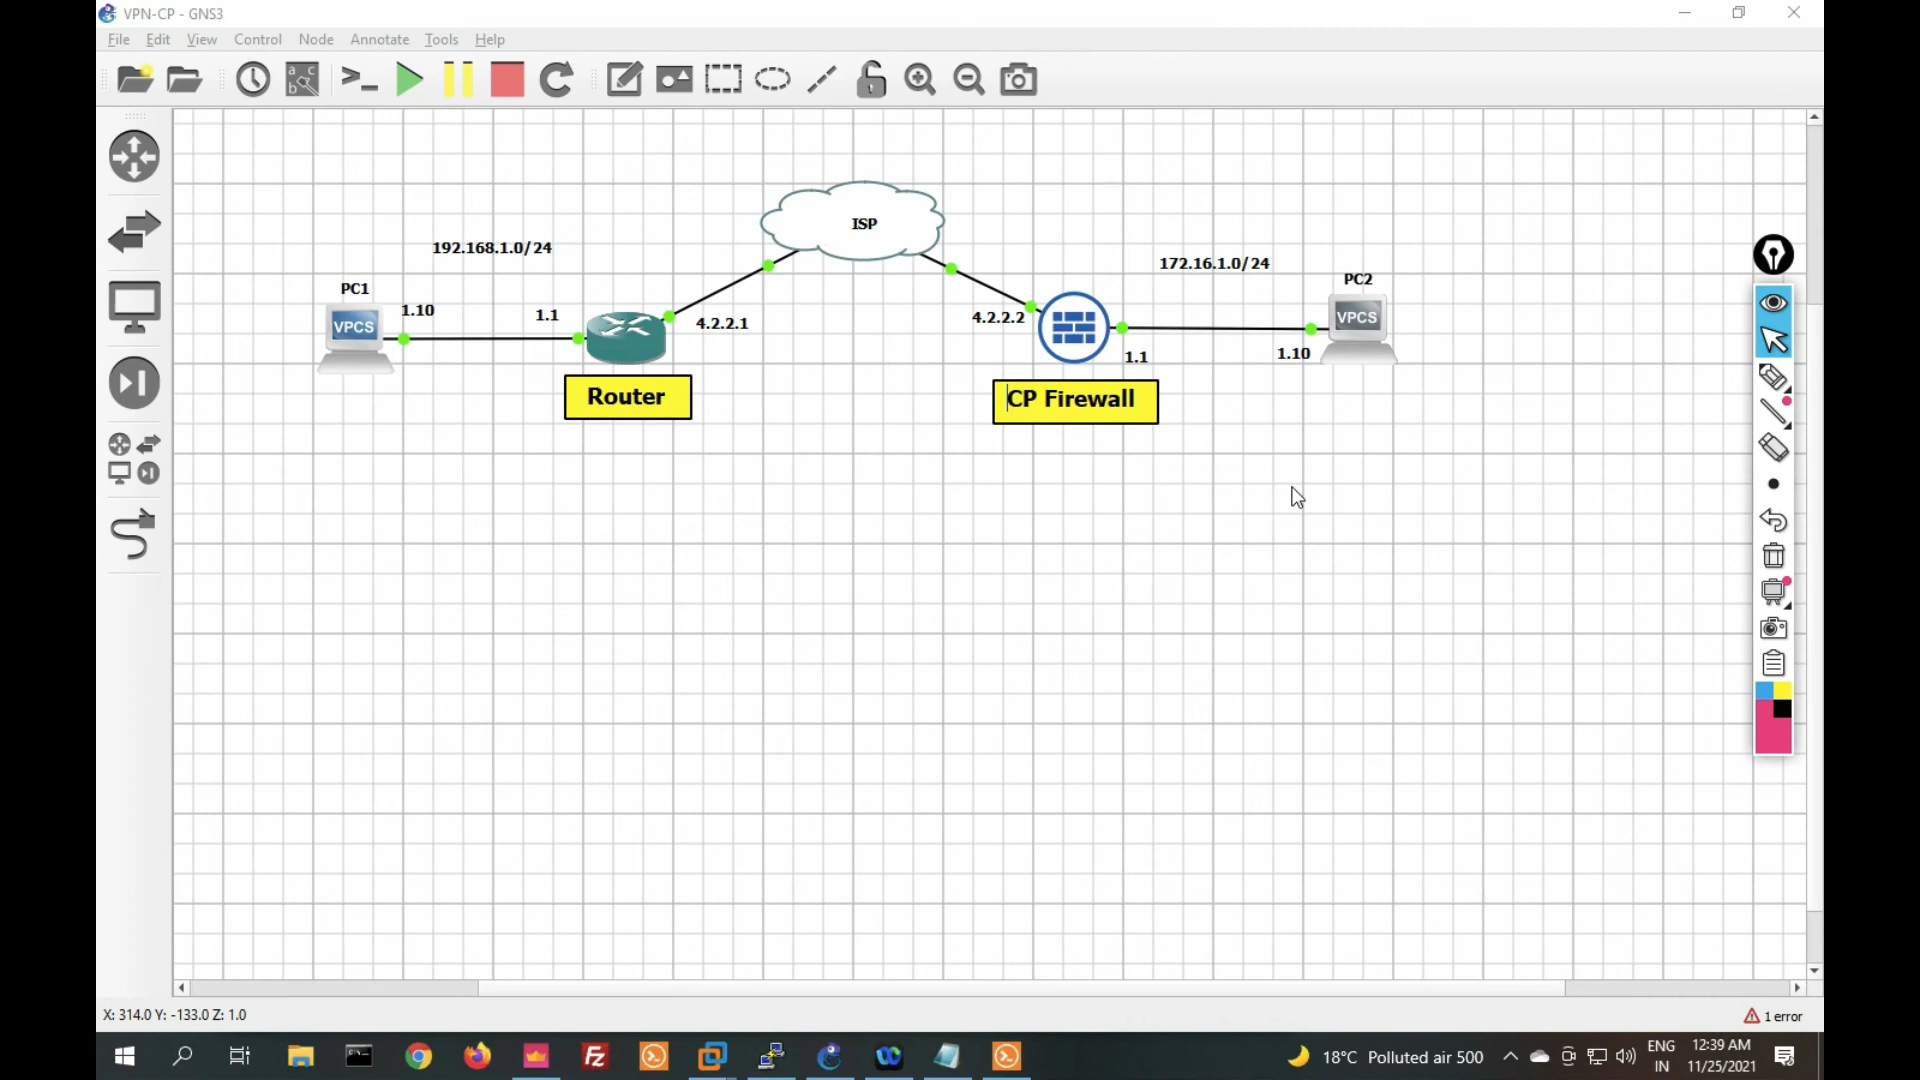 VPN-CP - GNS3
File Edit View Control Node Annotate Tools Help
ISP
192.168.1.0/24
172.16.1.0/24
PC1
PC2
1.10
1.1
4.2.2.1
4.2.2.2
VPCS
VPCS
1.1
1.10
Router
CP Firewall
X: 314.0 Y: -133.0 Z: 1.0
1 error
18°C Polluted air 500
ENG
IN
12:39 AM
11/25/2021